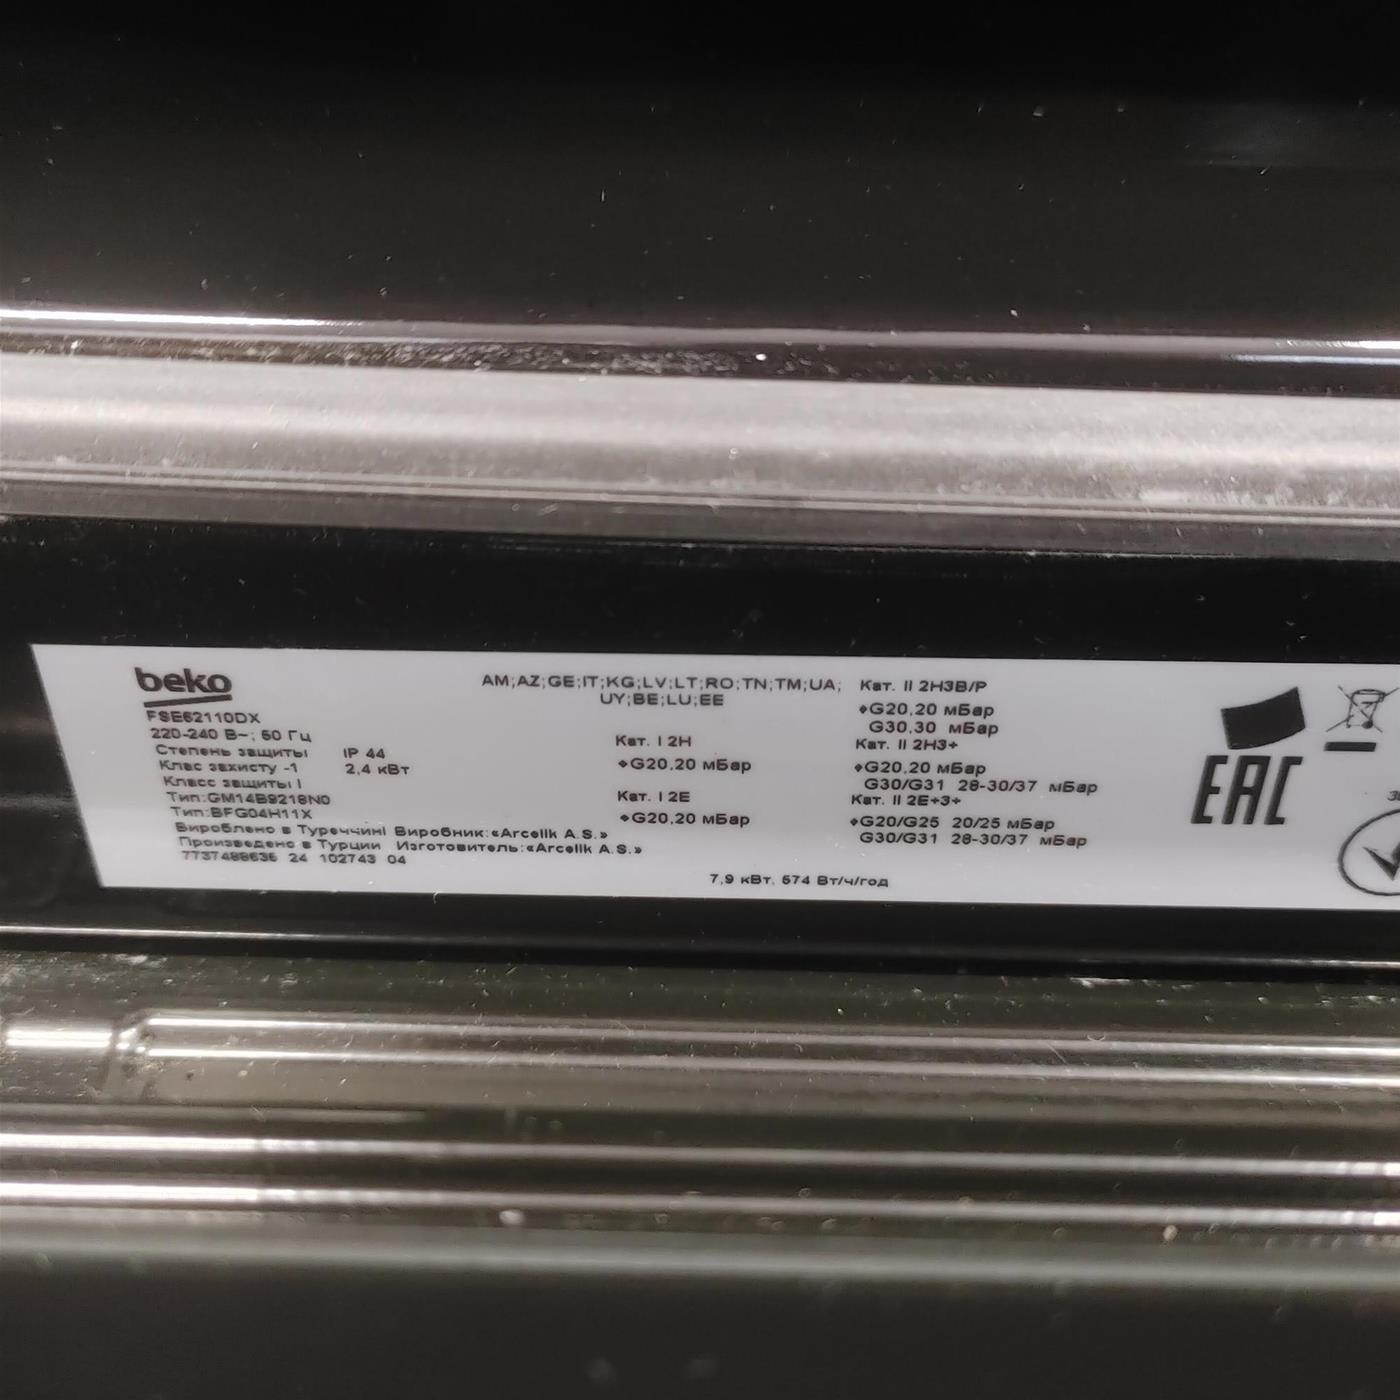 beko
FSE62110DX
220-240 В~; 50 Гц
Степень защиты IP 44
Клас захисту -1 2,4 кВт
Класс защиты I
Тип:GM14B9218N0
Тип:BFG04H11X
Вироблено в Туреччині Виробник:«Arcelik A.S.»
Произведено в Турции Изготовитель:«Arcelik A.S.»
7737488636 24 102743 04
AM;AZ;GE;IT;KG;LV;LT;RO;TN;TM;UA;
UY;BE;LU;EE
Кат. I 2H
◆G20,20 мБар
Кат. I 2E
◆G20,20 мБар
Кат. II 2H3B/P
◆G20,20 мБар
G30,30 мБар
Кат. II 2H3+
◆G20,20 мБар
G30/G31 28-30/37 мБар
Кат. II 2E+3+
◆G20/G25 20/25 мБар
G30/G31 28-30/37 мБар
7,9 кВт, 574 Вт/ч/год
EAC